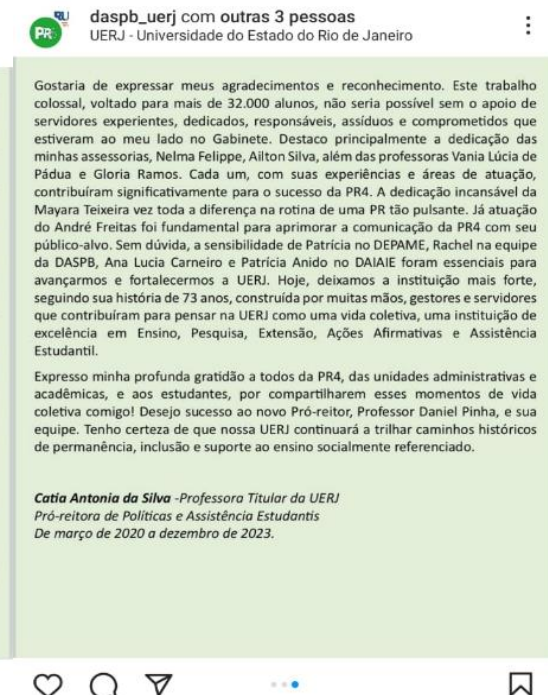 daspb_uerj com outras 3 pessoas
UERJ - Universidade do Estado do Rio de Janeiro
RU
PR
Gostaria de expressar meus agradecimentos e reconhecimento. Este trabalho
colossal, voltado para mais de 32.000 alunos, não seria possível sem o apoio de
servidores experientes, dedicados, responsáveis, assíduos e comprometidos que
estiveram ao meu lado no Gabinete. Destaco principalmente a dedicação das
minhas assessorias, Nelma Felippe, Ailton Silva, além das professoras Vania Lúcia de
Pádua e Gloria Ramos. Cada um, com suas experiências e áreas de atuação,
contribuíram significativamente para o sucesso da PR4. A dedicação incansável da
Mayara Teixeira vez toda a diferença na rotina de uma PR tão pulsante. Já atuação
do André Freitas foi fundamental para aprimorar a comunicação da PR4 com seu
público-alvo. Sem dúvida, a sensibilidade de Patrícia no DEPAME, Rachel na equipe
da DASPB, Ana Lucia Carneiro e Patrícia Anido no DAIAIE foram essenciais para
avançarmos e fortalecermos a UERJ. Hoje, deixamos a instituição mais forte,
seguindo sua história de 73 anos, construída por muitas mãos, gestores e servidores
que contribuíram para pensar na UERJ como uma vida coletiva, uma instituição de
excelência em Ensino, Pesquisa, Extensão, Ações Afirmativas e Assistência
Estudantil.
Expresso minha profunda gratidão a todos da PR4, das unidades administrativas e
acadêmicas, e aos estudantes, por compartilharem esses momentos de vida
coletiva comigo! Desejo sucesso ao novo Pró-reitor, Professor Daniel Pinha, e sua
equipe. Tenho certeza de que nossa UERJ continuará a trilhar caminhos históricos
de permanência, inclusão e suporte ao ensino socialmente referenciado.
Catia Antonia da Silva -Professora Titular da UERJ
Pró-reitora de Políticas e Assistência Estudantis
De março de 2020 a dezembro de 2023.